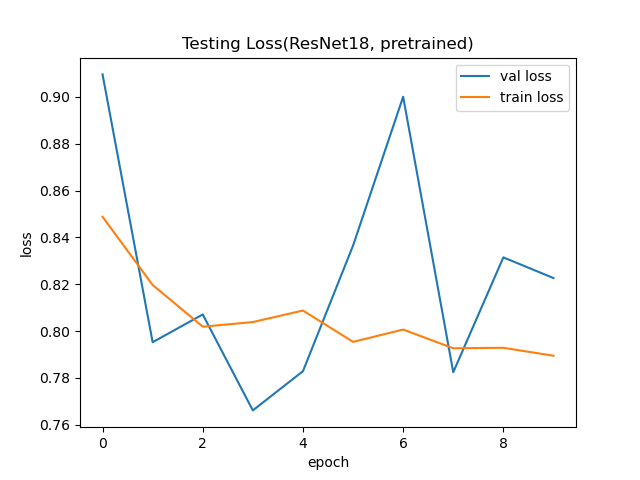 Testing Loss(ResNet18, pretrained)
val loss
train loss
0.90
0.88
0.86
0.84
0.82
0.80
0.78
0.76
loss
0 2 4 6 8
epoch